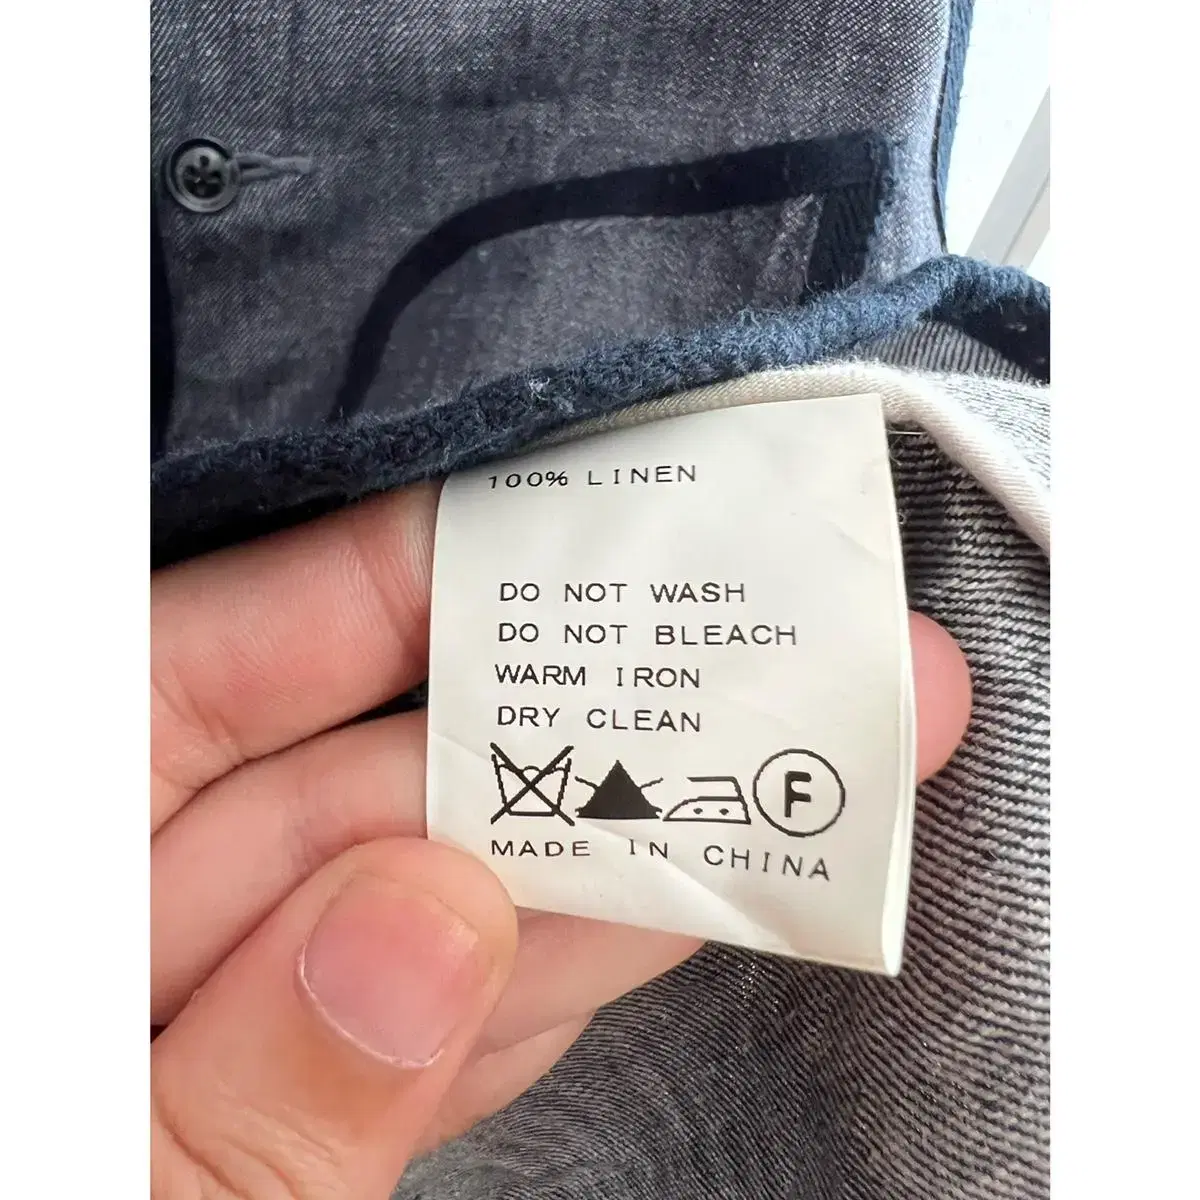 100% LINEN
DO NOT WASH
DO NOT BLEACH
WARM IRON
DRY CLEAN
F
MADE IN CHINA